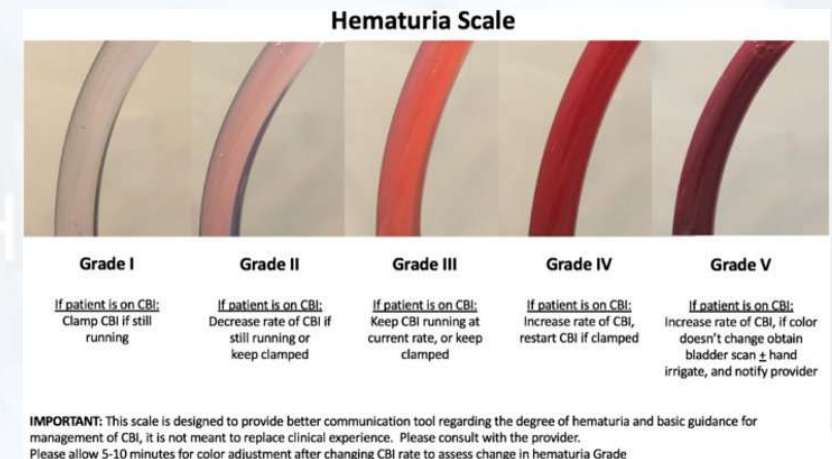 Hematuria Scale
Grade I
If patient is on CBI:
Clamp CBI if still
running
Grade II
If patient is on CBI:
Decrease rate of CBI if
still running or
keep clamped
Grade III
If patient is on CBI:
Keep CBI running at
current rate, or keep
clamped
Grade IV
If patient is on CBI:
Increase rate of CBI,
restart CBI if clamped
Grade V
If patient is on CBI:
Increase rate of CBI, if color
doesn't change obtain
bladder scan ± hand
irrigate, and notify provider
IMPORTANT: This scale is designed to provide better communication tool regarding the degree of hematuria and basic guidance for
management of CBI, it is not meant to replace clinical experience. Please consult with the provider.
Please allow 5-10 minutes for color adjustment after changing CBI rate to assess change in hematuria Grade